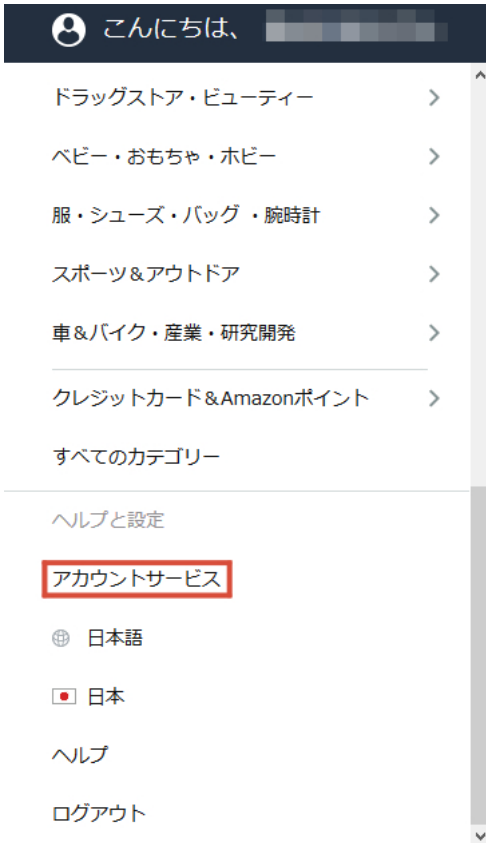 こんにちは、
ドラッグストア・ビューティー
ベビー・おもちゃ・ホビー
服・シューズ・バッグ ・腕時計
スポーツ＆アウトドア
車＆バイク・産業・研究開発
クレジットカード＆Amazonポイント
すべてのカテゴリー
ヘルプと設定
アカウントサービス
日本語
日本
ヘルプ
ログアウト